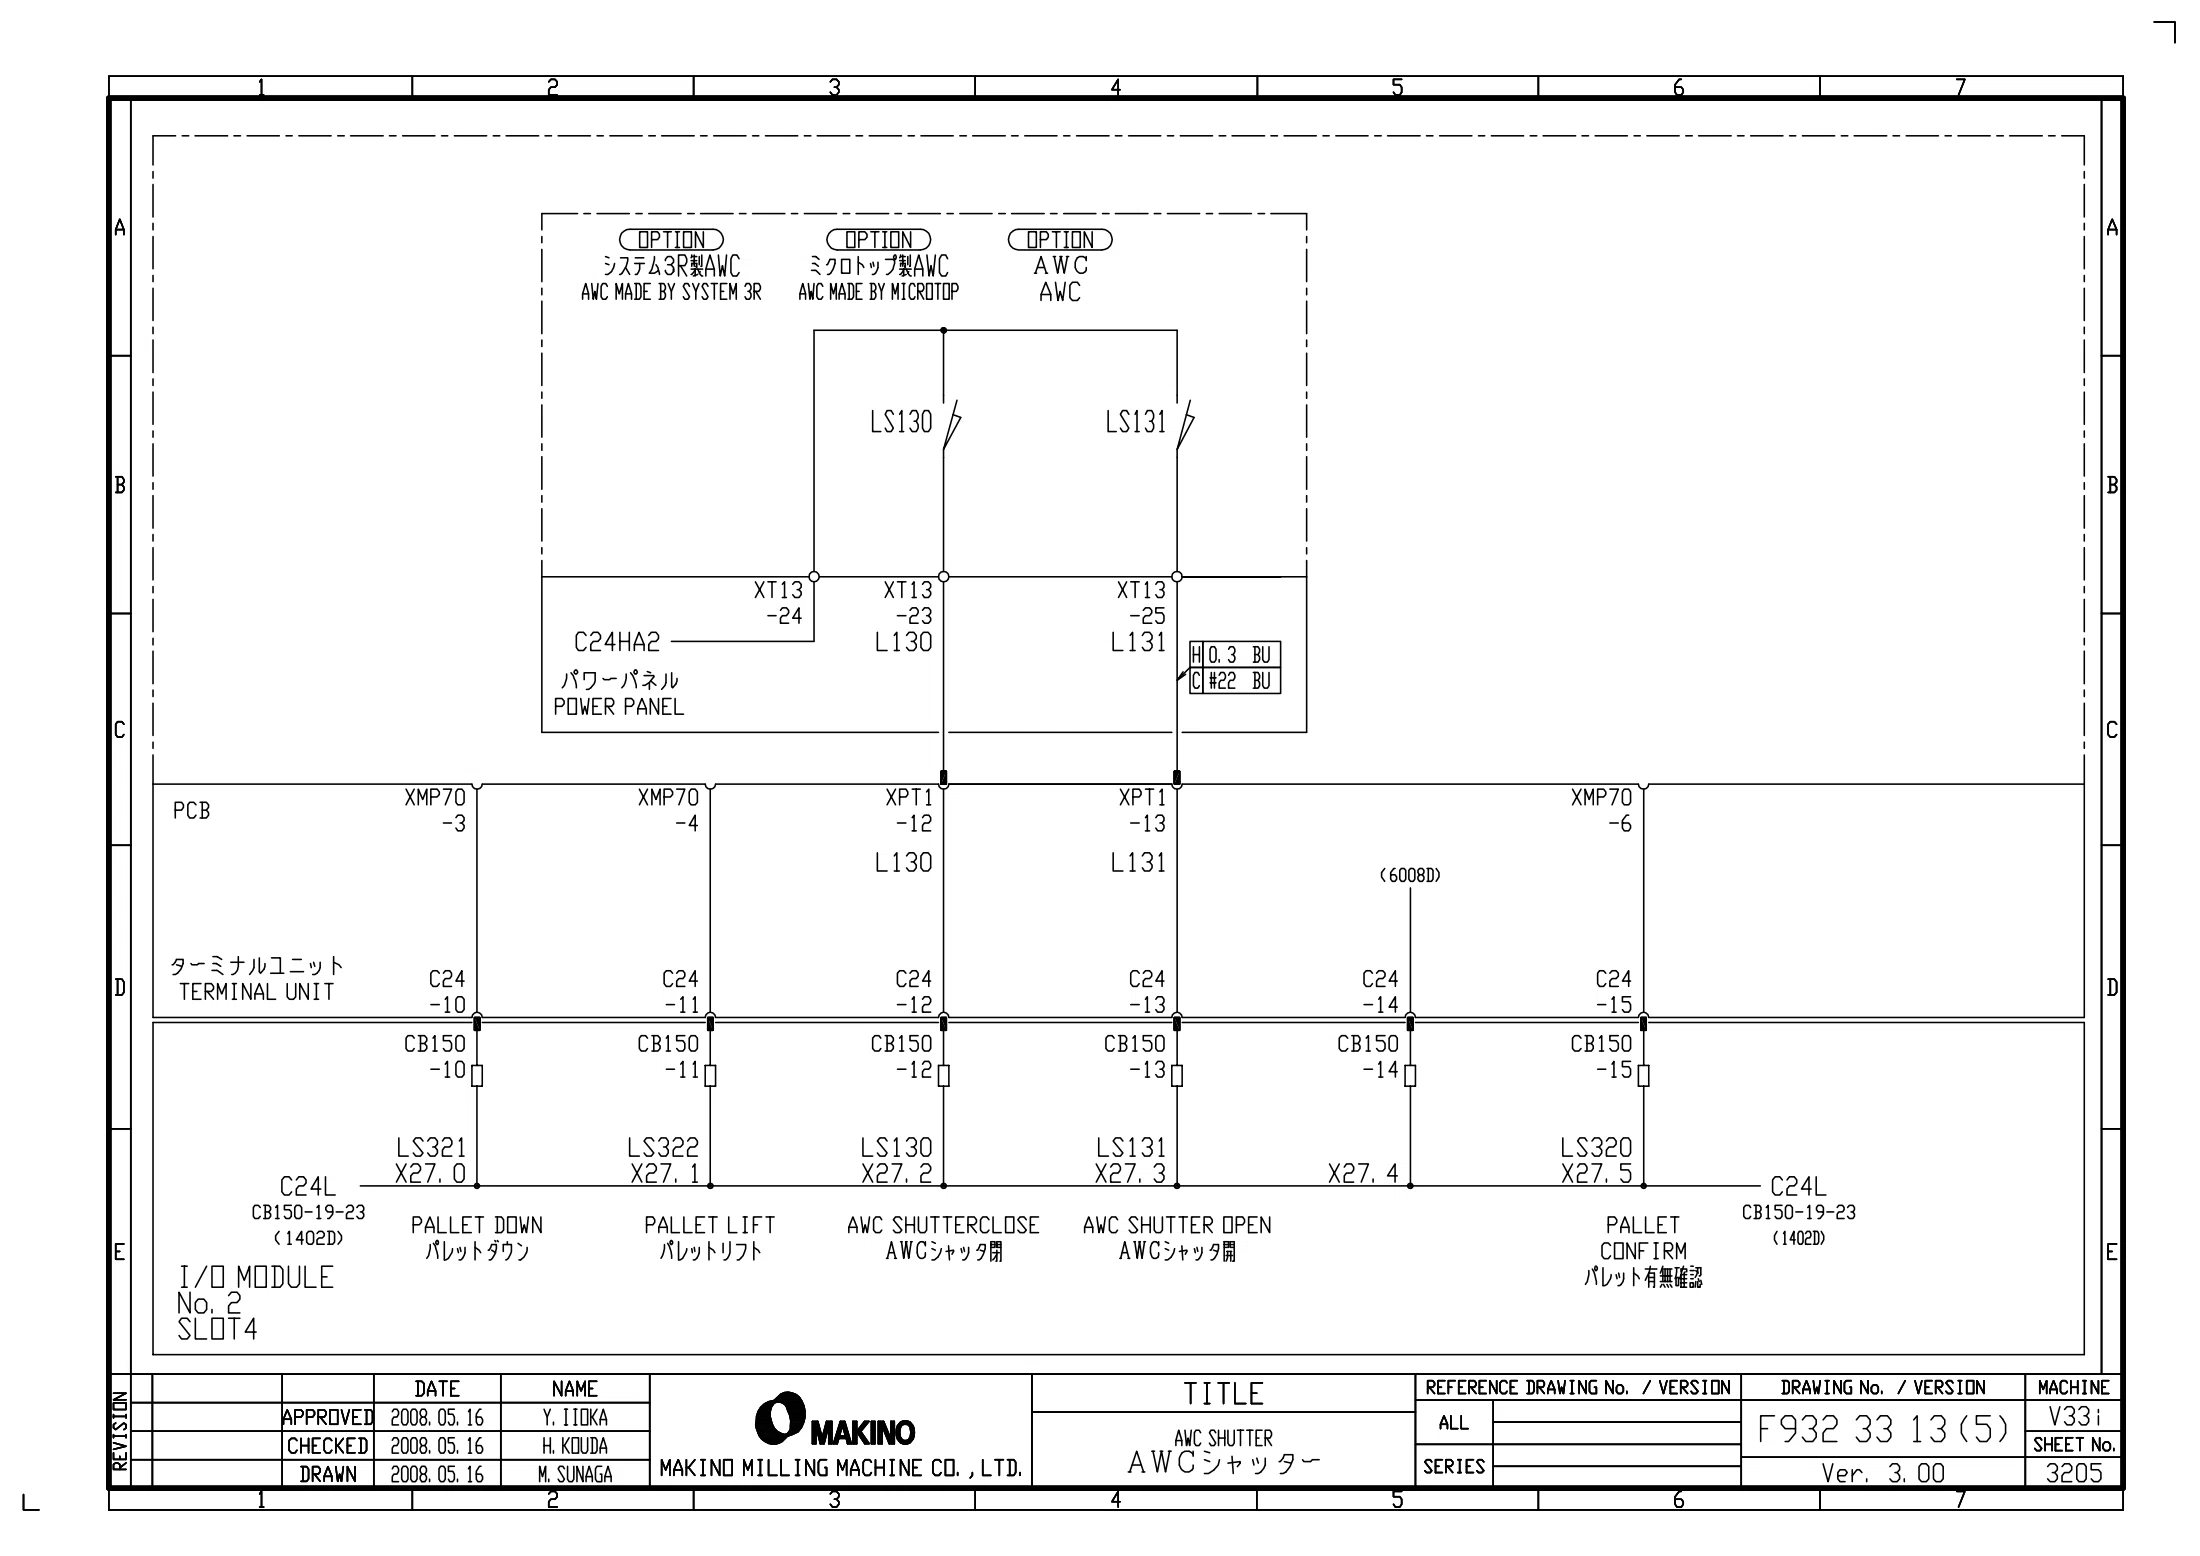 1 2 3 4 5 6 7
A A
OPTION OPTION OPTION
システム3R製AWC ミクロトップ製AWC AWC
AWC MADE BY SYSTEM 3R AWC MADE BY MICROTOP AWC
LS130 LS131
B B
XT13 XT13 XT13
-24 -23 -25
C24HA2 L130 L131
H 0.3 BU
C #22 BU
パワーパネル
POWER PANEL
C C
XMP70 XMP70 XPT1 XPT1 XMP70
PCB
-3 -4 -12 -13 -6
L130 L131
(6008D)
ターミナルユニット
TERMINAL UNIT
C24 C24 C24 C24 C24 C24
D D
-10 -11 -12 -13 -14 -15
CB150 CB150 CB150 CB150 CB150 CB150
-10 -11 -12 -13 -14 -15
LS321 LS322 LS130 LS131 LS320
X27.0 X27.1 X27.2 X27.3 X27.4 X27.5
C24L C24L
CB150-19-23 CB150-19-23
(1402D) (1402D)
PALLET DOWN PALLET LIFT AWC SHUTTERCLOSE AWC SHUTTER OPEN PALLET
パレットダウン パレットリフト AWCシャッタ閉 AWCシャッタ開 CONFIRM
パレット有無確認
E E
I/O MODULE
No.2
SLOT4
REVISION
DATE NAME
APPROVED 2008.05.16 Y.IIOKA
CHECKED 2008.05.16 H.KOUDA
DRAWN 2008.05.16 M.SUNAGA
MAKINO
MAKINO MILLING MACHINE CO.,LTD.
TITLE
AWC SHUTTER
AWCシャッター
REFERENCE DRAWING No. / VERSION
ALL
SERIES
DRAWING No. / VERSION
F932 33 13(5)
Ver. 3.00
MACHINE
V33i
SHEET No.
3205
1 2 3 4 5 6 7